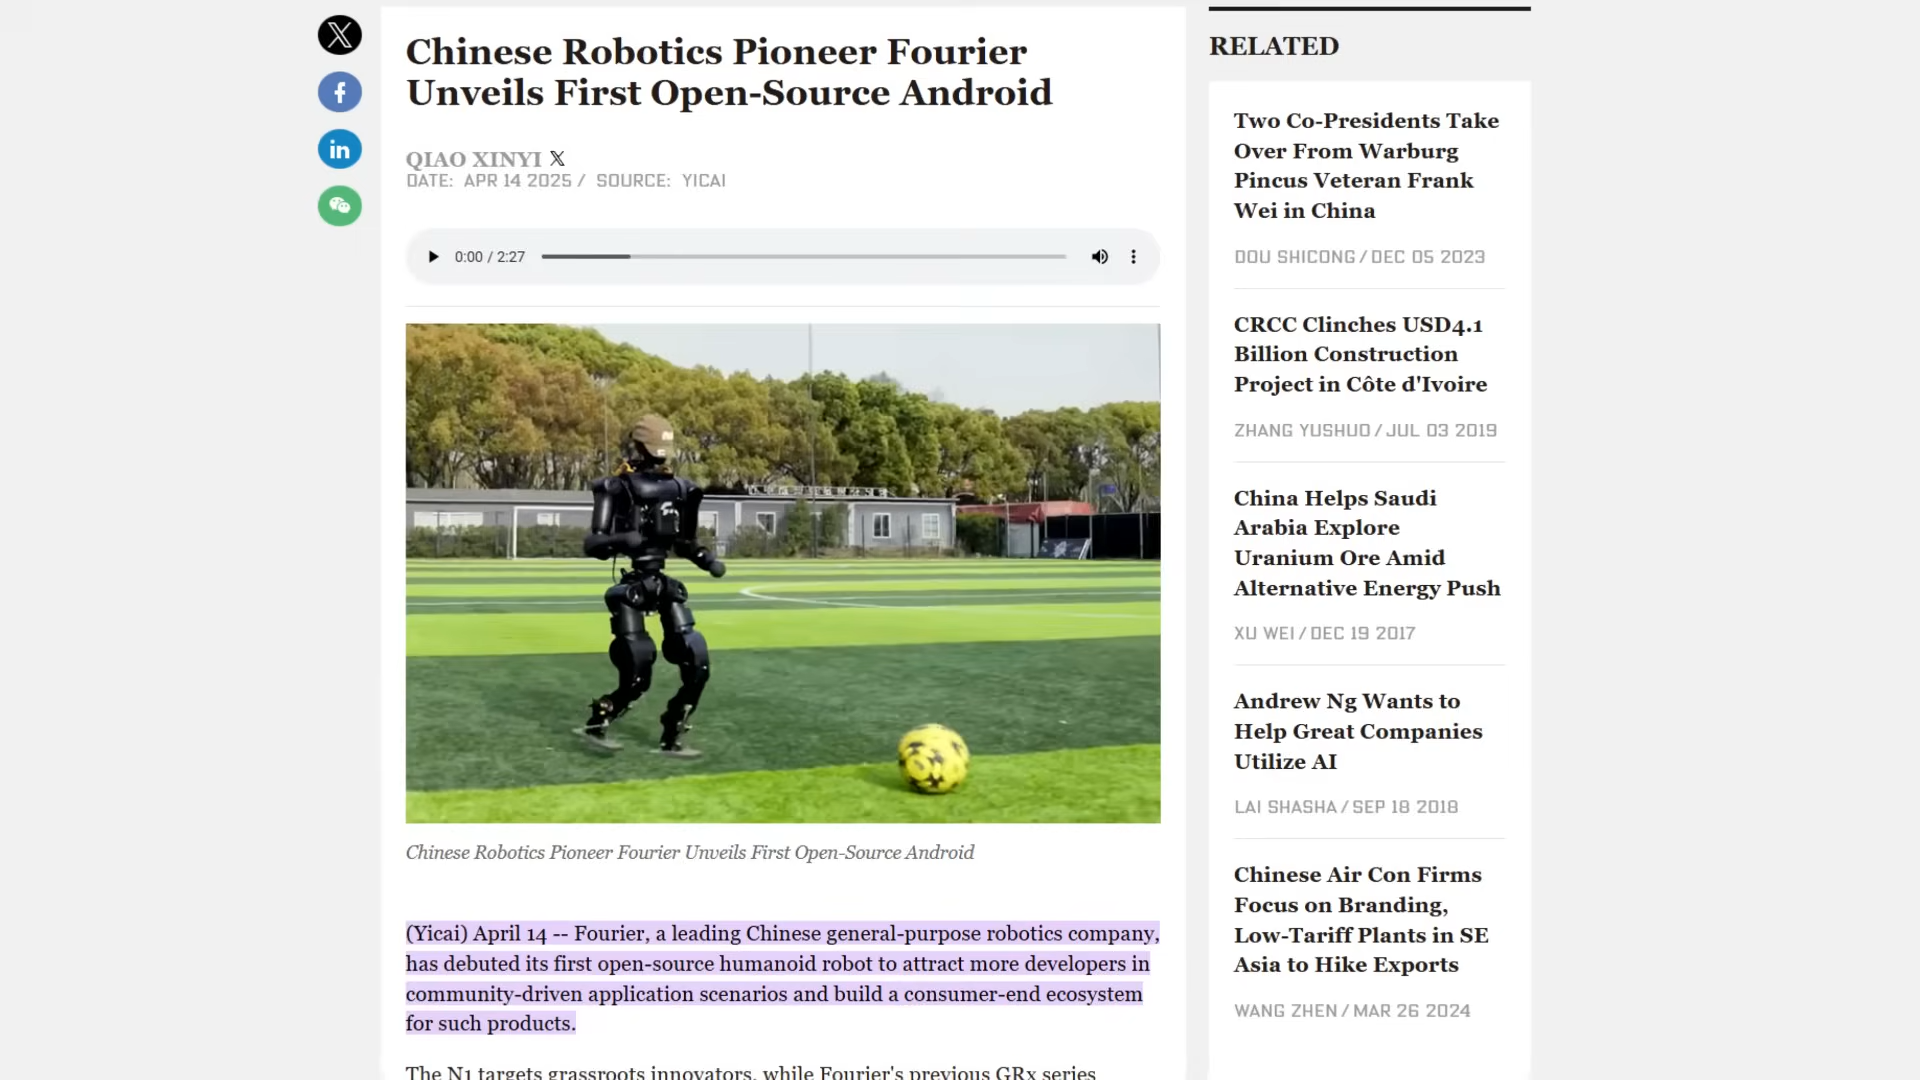 Chinese Robotics Pioneer Fourier
Unveils First Open-Source Android
QIAO XINYI
DATE: APR 14 2025 / SOURCE: YICAI
0:00 / 2:27
Chinese Robotics Pioneer Fourier Unveils First Open-Source Android
(Yicai) April 14 -- Fourier, a leading Chinese general-purpose robotics company,
has debuted its first open-source humanoid robot to attract more developers in
community-driven application scenarios and build a consumer-end ecosystem
for such products.
The N1 targets grassroots innovators, while Fourier's previous GRx series
RELATED
Two Co-Presidents Take
Over From Warburg
Pincus Veteran Frank
Wei in China
DOU SHICONG / DEC 05 2023
CRCC Clinches USD4.1
Billion Construction
Project in Côte d'Ivoire
ZHANG YUSHUO / JUL 03 2019
China Helps Saudi
Arabia Explore
Uranium Ore Amid
Alternative Energy Push
XU WEI / DEC 19 2017
Andrew Ng Wants to
Help Great Companies
Utilize AI
LAI SHASHA / SEP 18 2018
Chinese Air Con Firms
Focus on Branding,
Low-Tariff Plants in SE
Asia to Hike Exports
WANG ZHEN / MAR 26 2024